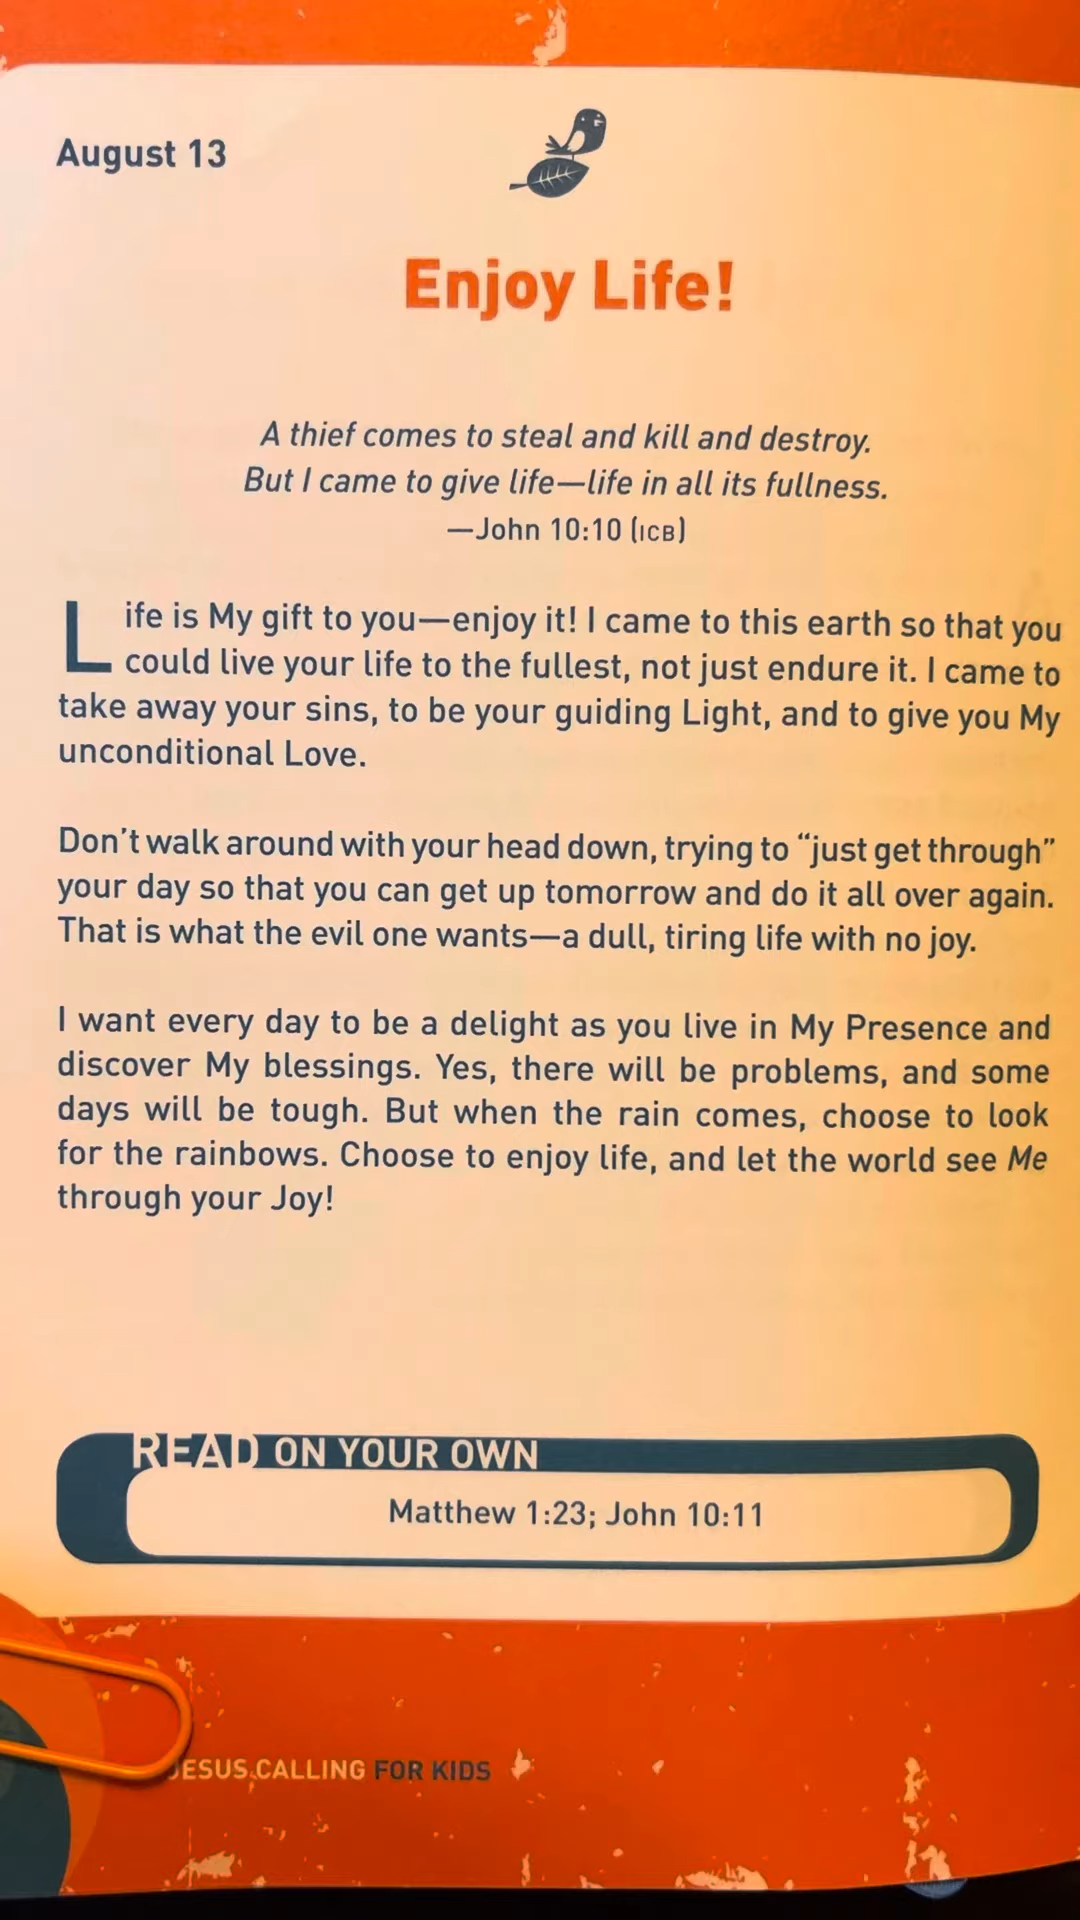 August 13
Enjoy Life!
A thief comes to steal and kill and destroy.
But I came to give life—life in all its fullness.
—John 10:10 (ICB)
Life is My gift to you—enjoy it! I came to this earth so that you
could live your life to the fullest, not just endure it. I came to
take away your sins, to be your guiding Light, and to give you My
unconditional Love.
Don't walk around with your head down, trying to “just get through”
your day so that you can get up tomorrow and do it all over again.
That is what the evil one wants—a dull, tiring life with no joy.
I want every day to be a delight as you live in My Presence and
discover My blessings. Yes, there will be problems, and some
days will be tough. But when the rain comes, choose to look
for the rainbows. Choose to enjoy life, and let the world see Me
through your Joy!
READ ON YOUR OWN
Matthew 1:23; John 10:11
JESUS CALLING FOR KIDS